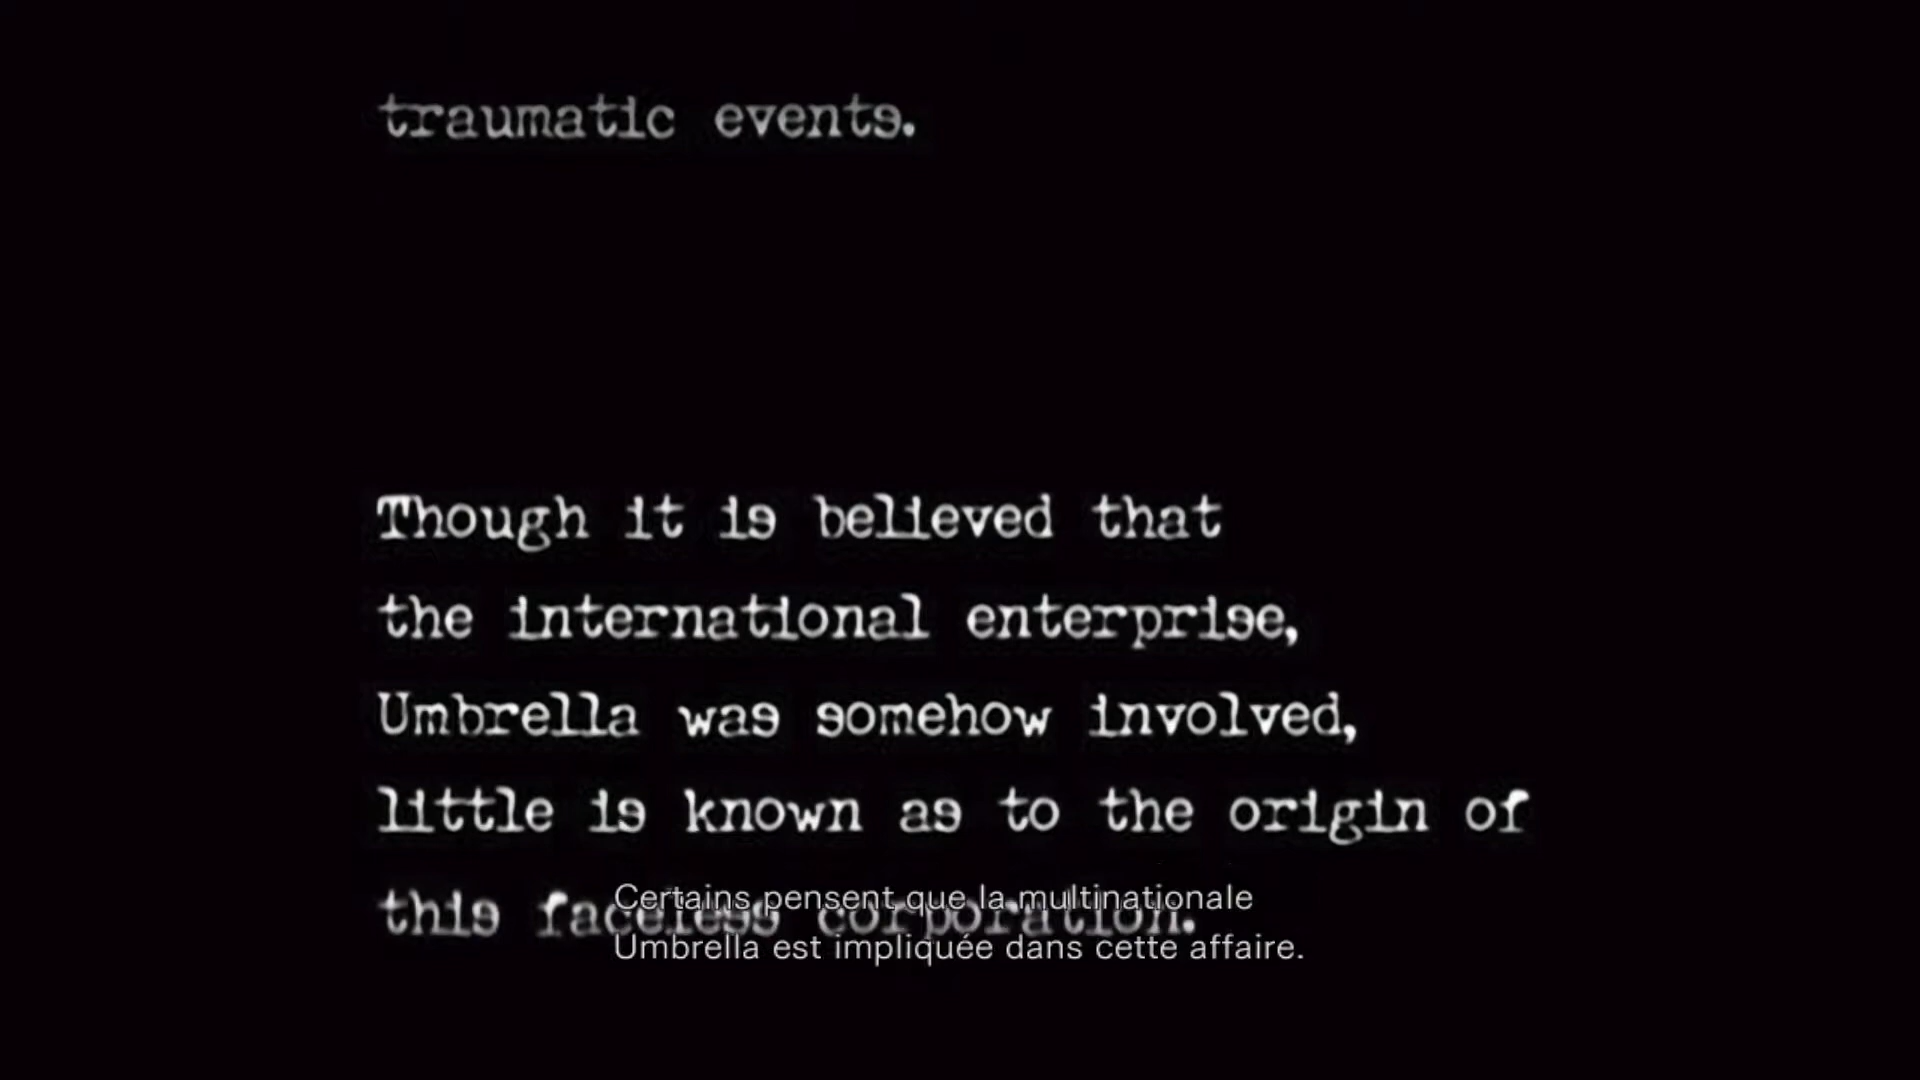 traumatic events.
Though it is believed that
the international enterprise,
Umbrella was somehow involved,
little is known as to the origin of
this faceless corporation.
Certains pensent que la multinationale
Umbrella est impliquée dans cette affaire.